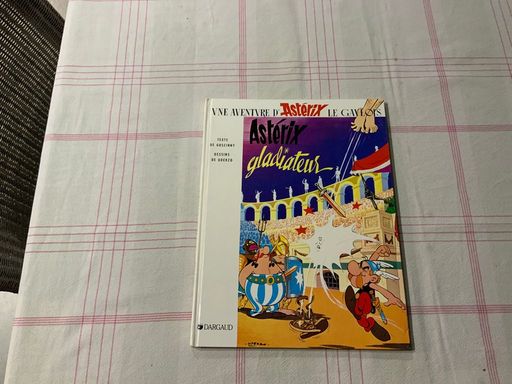 VNE AVENTVRE D'Astérix LE GAVLOIS
Astérix
gladiateur
TEXTE
DE GOSCINNY
DESSINS
DE UDERZO
DARGAUD